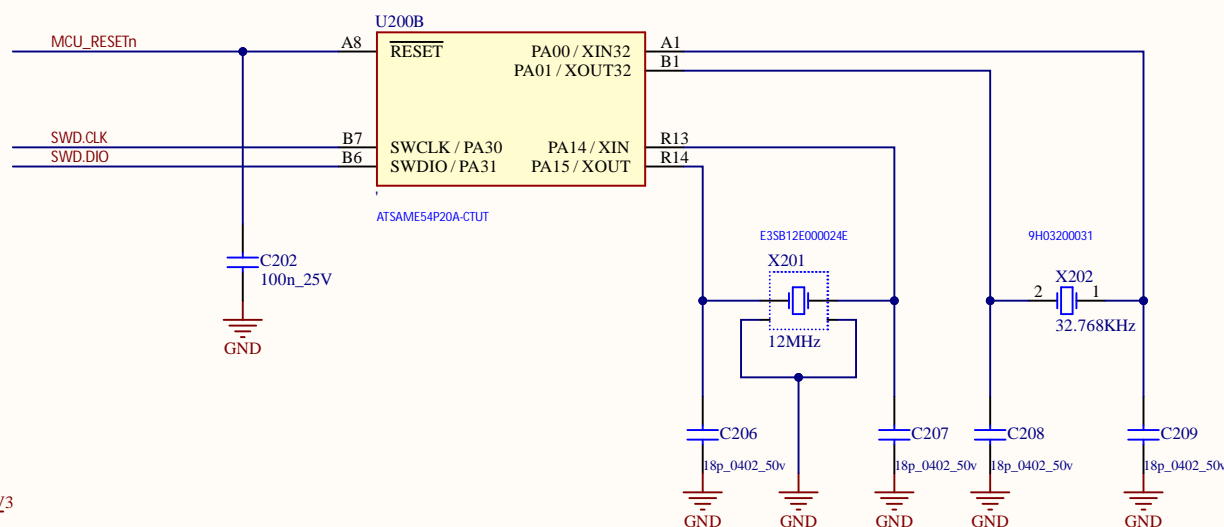 U200B
MCU_RESETn
A8
RESET
PA00 / XIN32
A1
PA01 / XOUT32
B1
SWD.CLK
B7
SWCLK / PA30
PA14 / XIN
R13
SWD.DIO
B6
SWDIO / PA31
PA15 / XOUT
R14
ATSAME54P20A-CTUT
E3SB12E000024E
9H03200031
C202
100n_25V
X201
X202
2
1
12MHz
32.768KHz
GND
C206
C207
C208
C209
18p_0402_50v
18p_0402_50v
18p_0402_50v
18p_0402_50v
GND
GND
GND
GND
GND